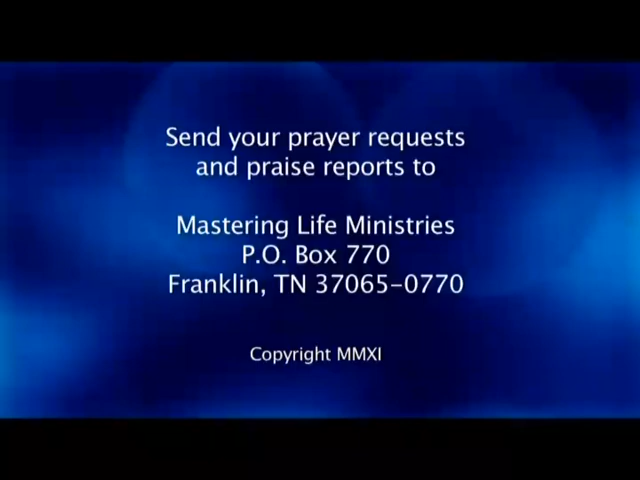 Send your prayer requests
and praise reports to
Mastering Life Ministries
P.O. Box 770
Franklin, TN 37065-0770
Copyright MMXI